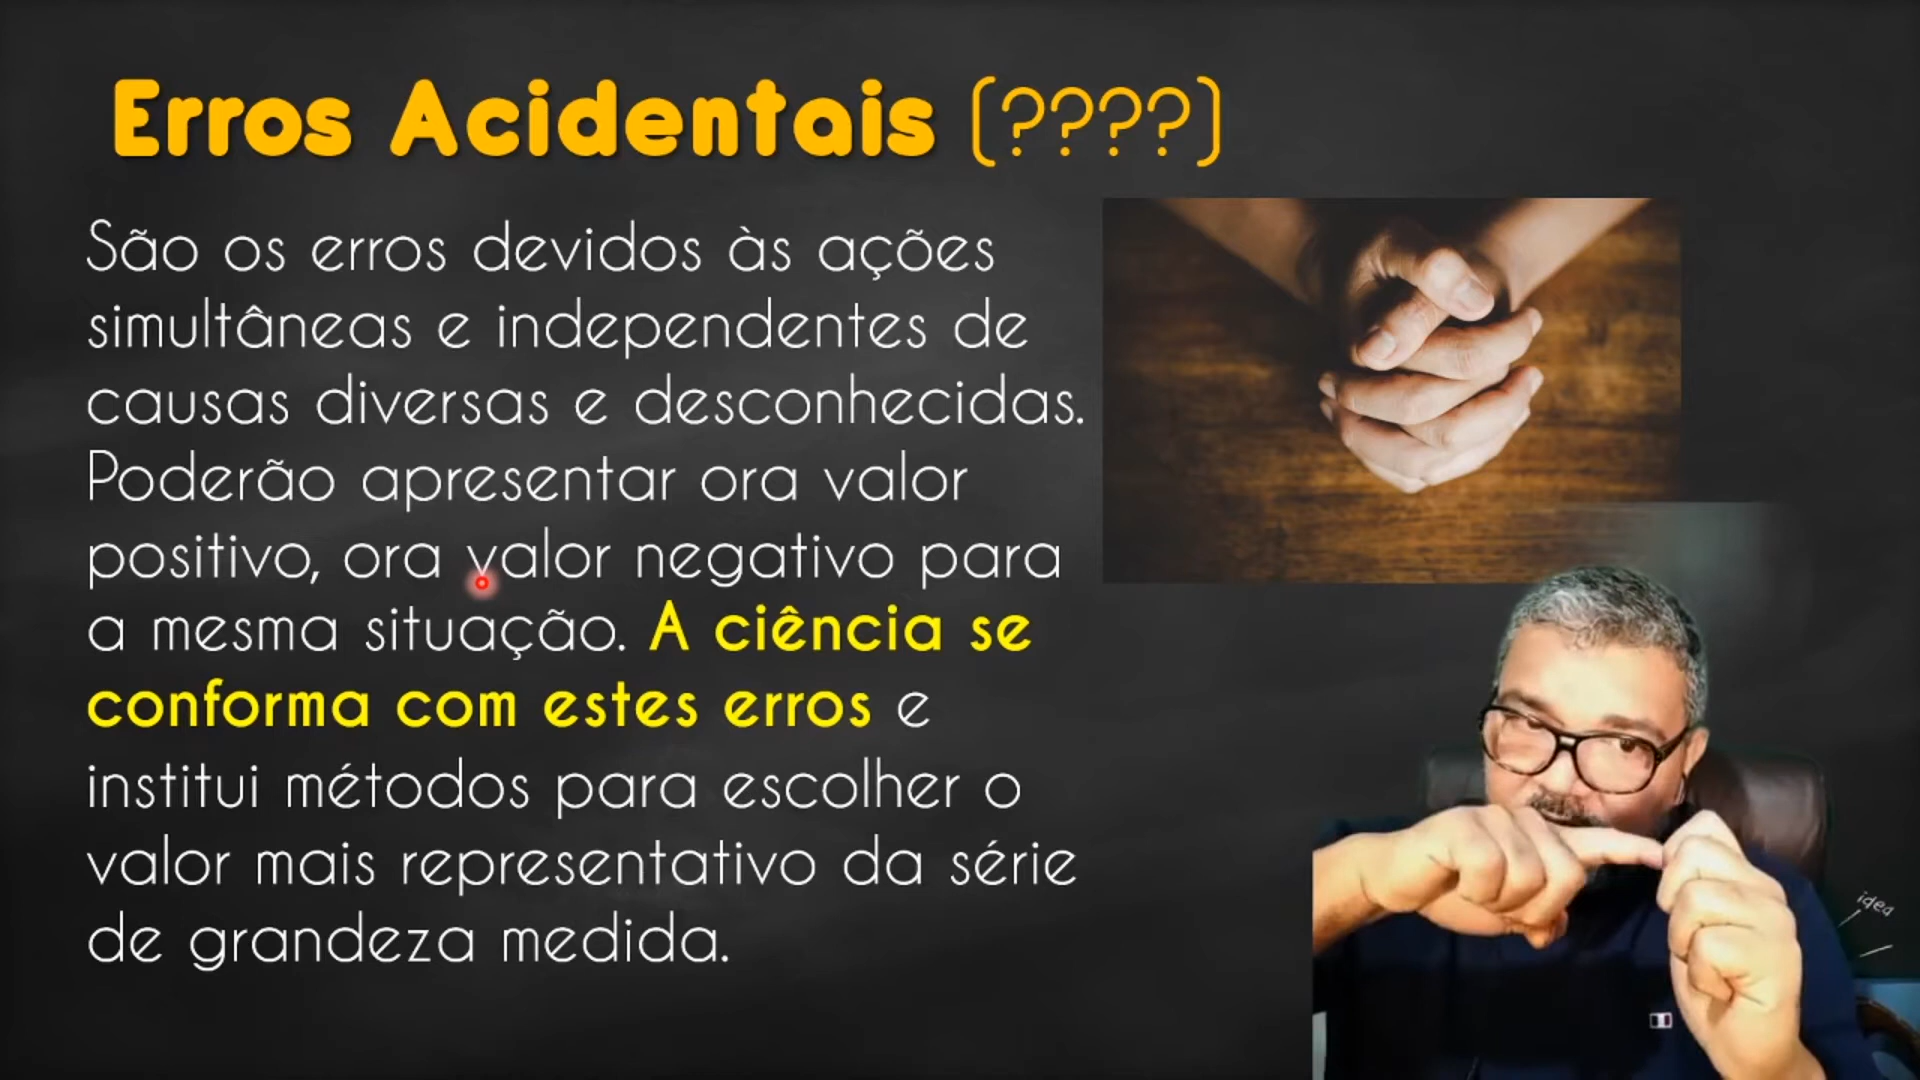 Erros Acidentais (????)
São os erros devidos às ações
simultâneas e independentes de
causas diversas e desconhecidas.
Poderão apresentar ora valor
positivo, ora valor negativo para
a mesma situação. A ciência se
conforma com estes erros e
institui métodos para escolher o
valor mais representativo da série
de grandeza medida.
idea